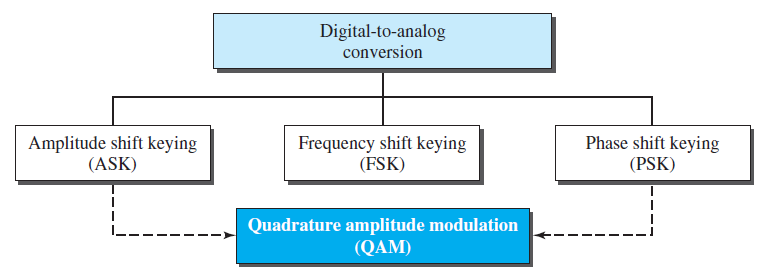 Digital-to-analog
conversion
Amplitude shift keying
(ASK)
Frequency shift keying
(FSK)
Phase shift keying
(PSK)
Quadrature amplitude modulation
(QAM)